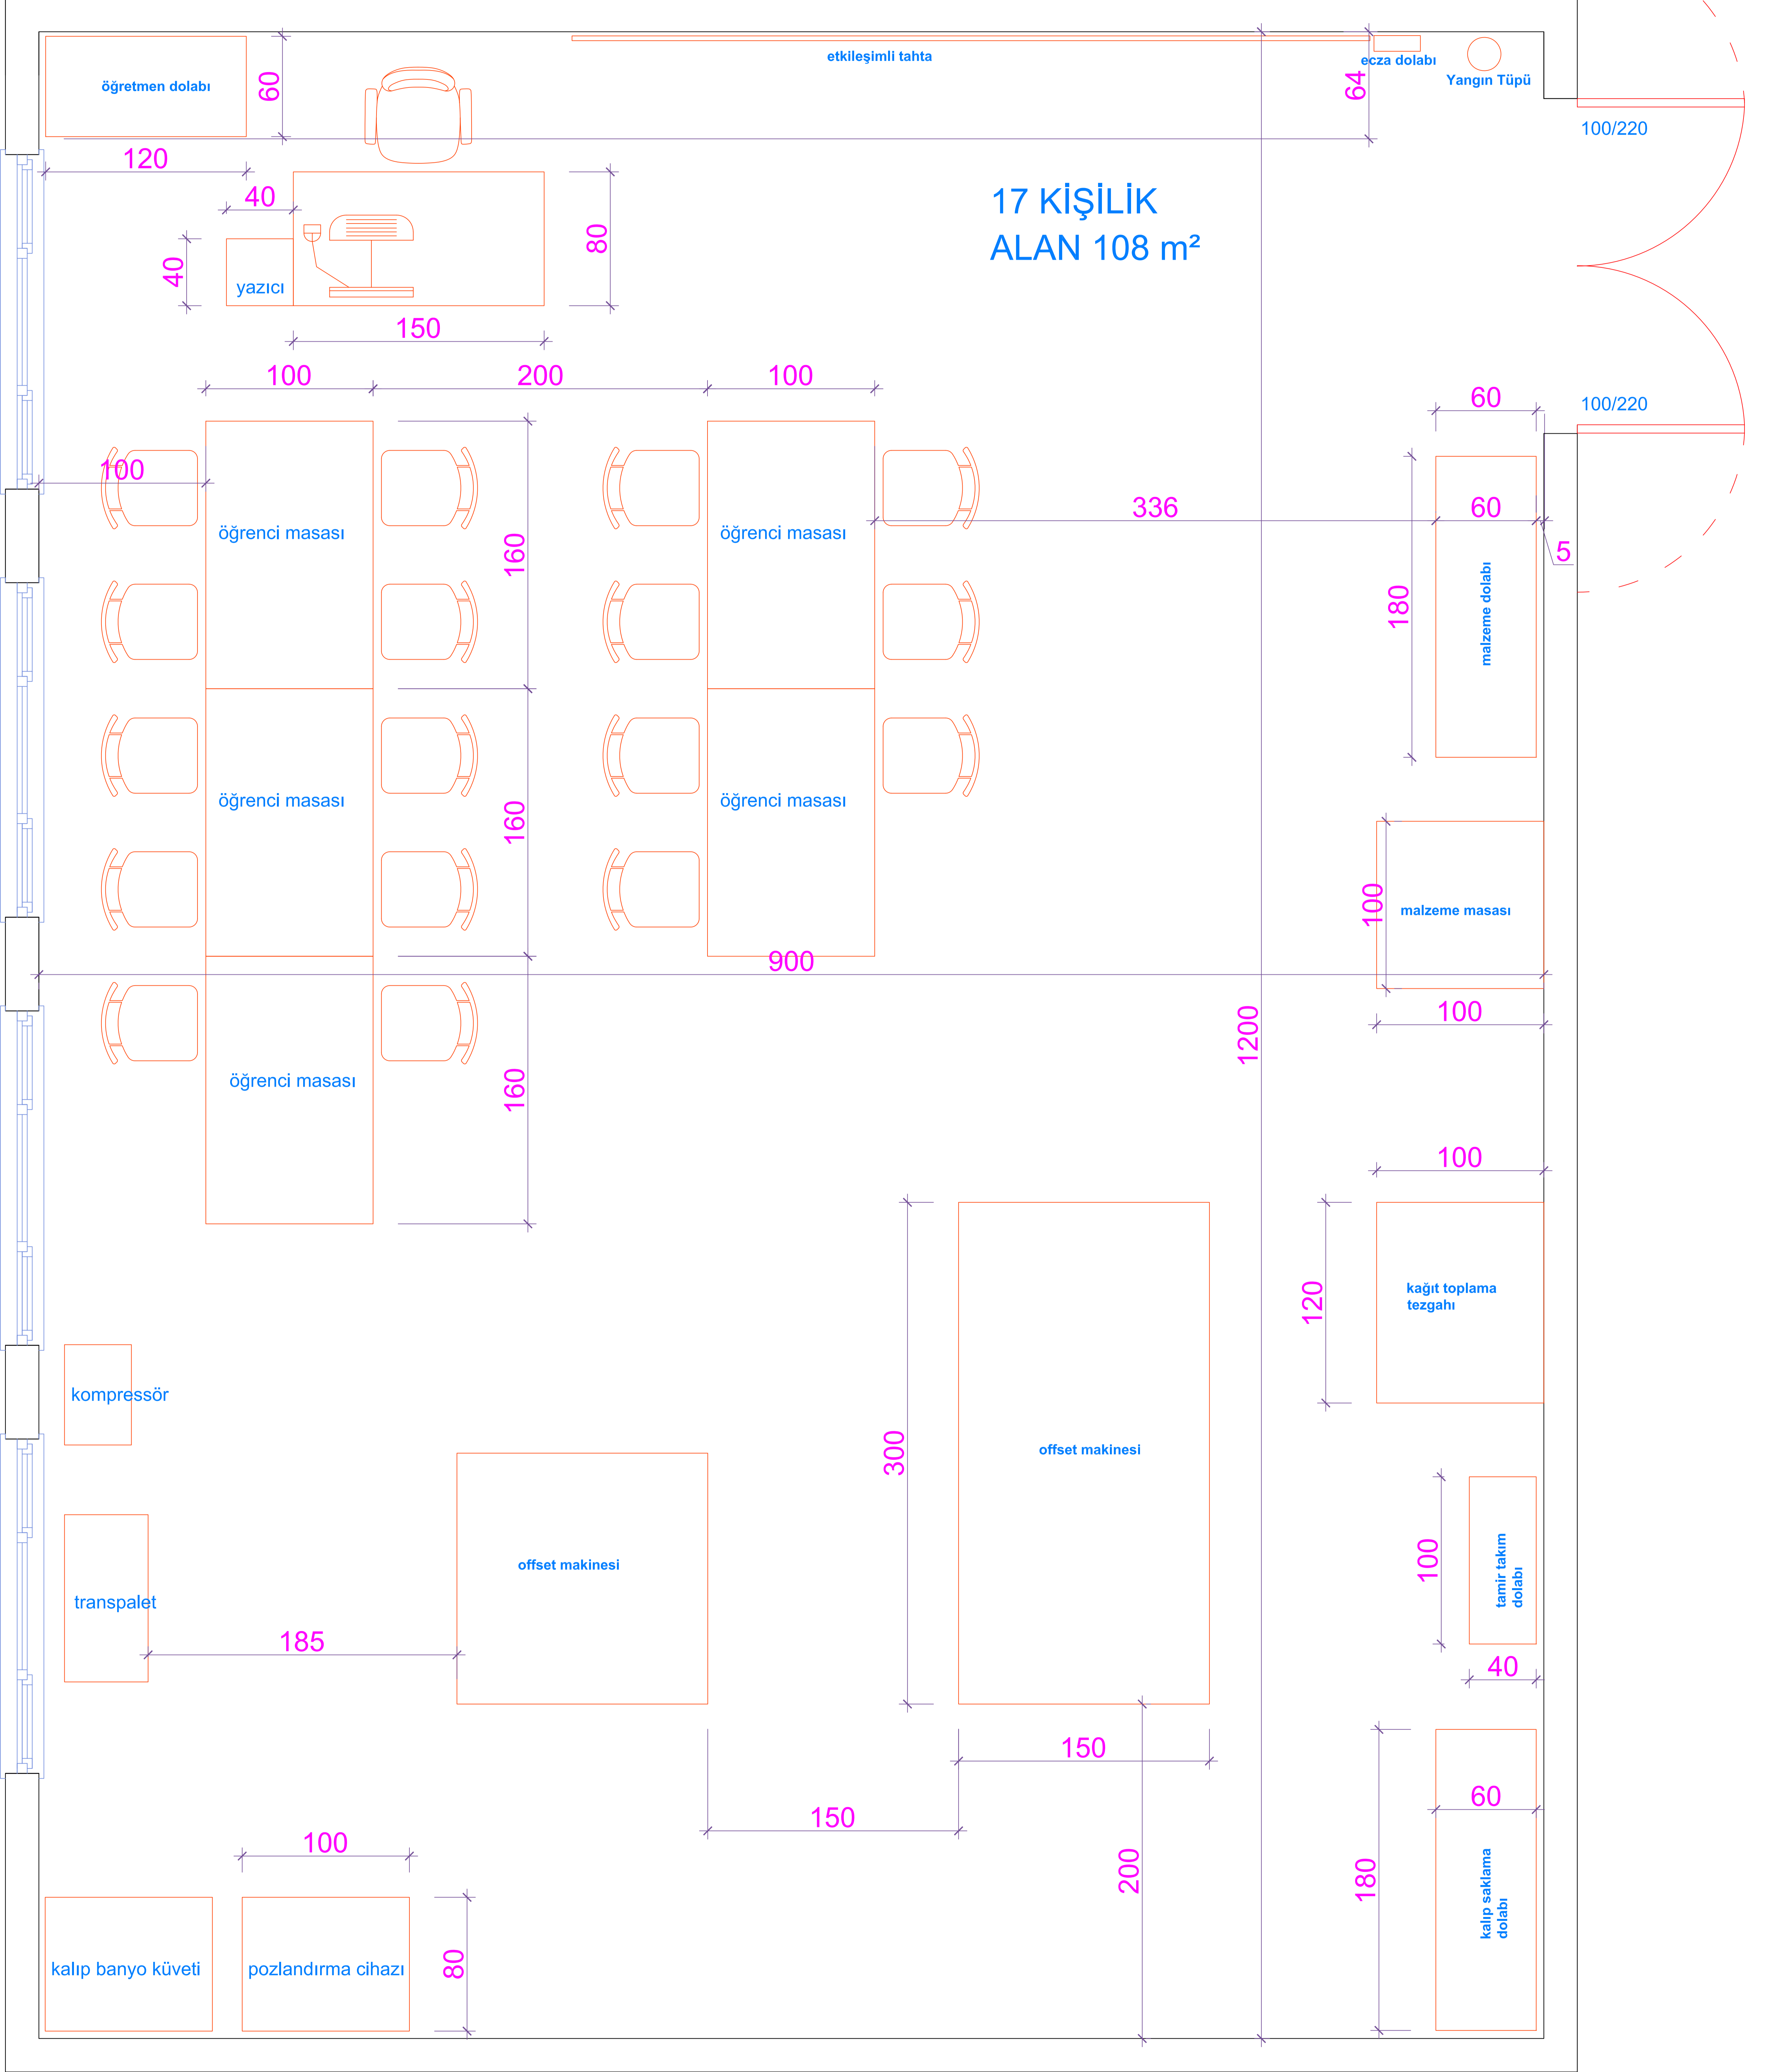 etkileşimli tahta
ecza dolabı
Yangın Tüpü
öğretmen dolabı
60
64
100/220
120
40
17 KİŞİLİK
ALAN 108 m²
80
40
yazıcı
150
100
200
100
60
100/220
100
336
60
5
öğrenci masası
öğrenci masası
160
180
malzeme dolabı
öğrenci masası
öğrenci masası
160
100
malzeme masası
900
100
1200
öğrenci masası
160
100
120
kağıt toplama
tezgahı
kompressör
300
offset makinesi
offset makinesi
100
tamir takım
dolabı
transpalet
185
40
150
150
60
100
200
180
kalıp saklama
dolabı
kalıp banyo küveti
pozlandırma cihazı
80